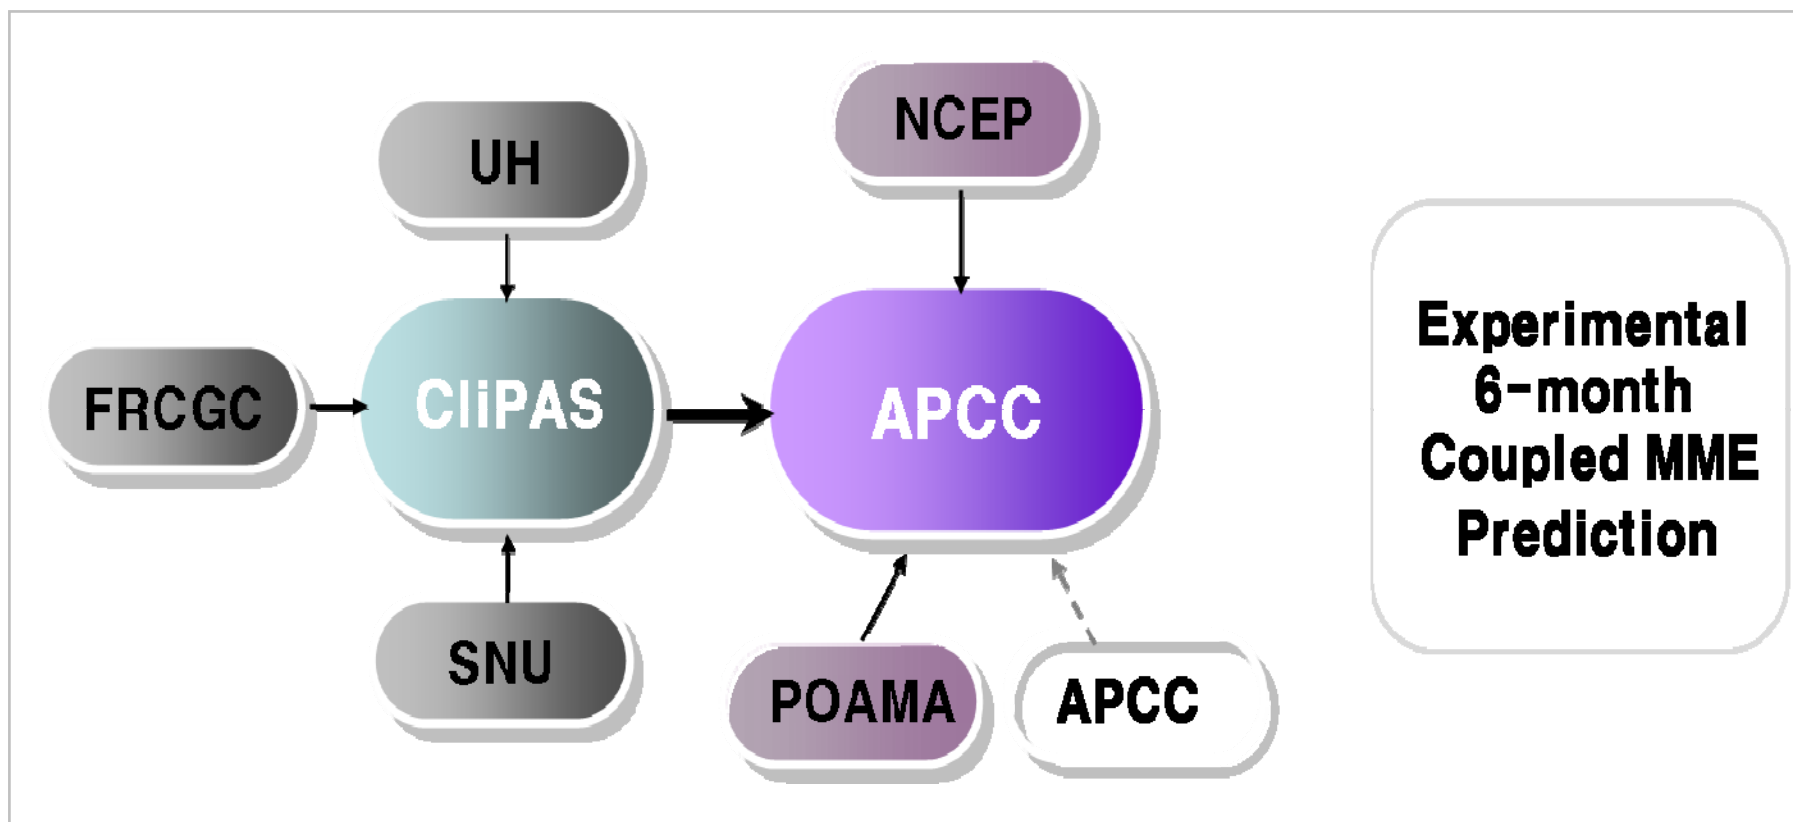 NCEP
UH
FRCGC
CliPAS
APCC
SNU
POAMA
APCC
Experimental
6-month
Coupled MME
Prediction